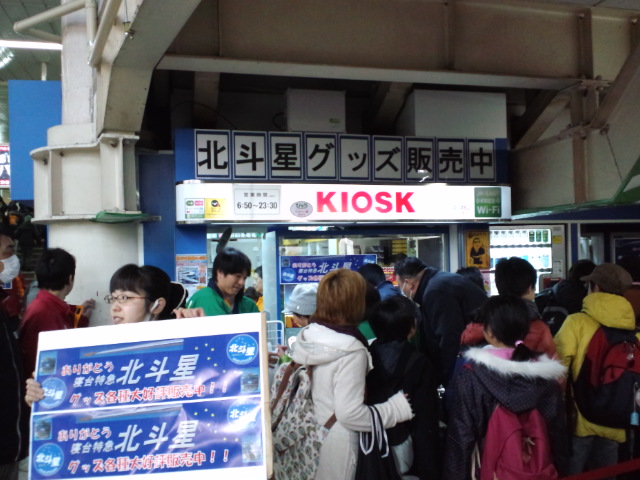 北斗星グッズ販売中
営業時間
6:50～23:30
KIOSK
Wi-Fi
ありがとう
寝台特急 北斗星
グッズ各種大好評販売中！！
北斗星
ありがとう
寝台特急 北斗星
グッズ各種大好評販売中！！
北斗星